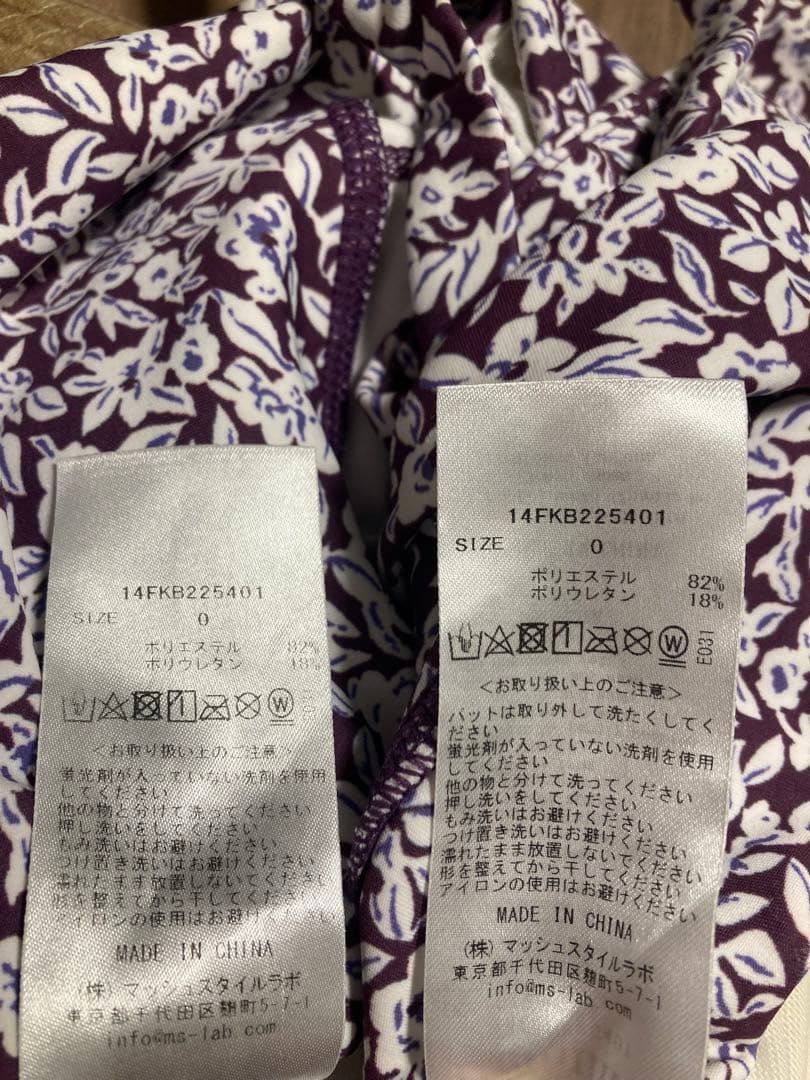 14FKB225401
SIZE 0
ポリエステル 82%
ポリウレタン 18%
<お取り扱い上のご注意>
蛍光剤が入っていない洗剤を使用
してください
他の物と分けて洗ってください
押し洗いをしてください
もみ洗いはお避けください
つけ置き洗いはお避けください
濡れたまま放置しないでください
形を整えてから干してください
アイロンの使用はお避けください
MADE IN CHINA
(株) マッシュスタイルラボ
東京都千代田区麹町5-7-1
info@ms-lab.com
14FKB225401
SIZE 0
ポリエステル 82%
ポリウレタン 18%
W
E031
<お取り扱い上のご注意>
パットは取り外して洗たくしてく
ださい
蛍光剤が入っていない洗剤を使用
してください
他の物と分けて洗ってください
押し洗いをしてください
もみ洗いはお避けください
つけ置き洗いはお避けください
濡れたまま放置しないでください
形を整えてから干してください
アイロンの使用はお避けください
MADE IN CHINA
(株) マッシュスタイルラボ
東京都千代田区麹町5-7-1
info@ms-lab.com